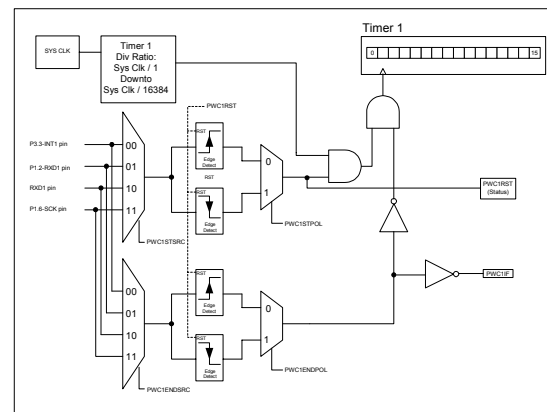 Timer 1
0
15
SYS CLK
Timer 1
Div Ratio:
Sys Clk / 1
Downto
Sys Clk / 16384
PWC1RST
P3.3-INT1 pin
P1.2-RXD1 pin
RXD1 pin
P1.6-SCK pin
00
01
10
11
RST
Edge
Detect
RST
RST
Edge
Detect
0
1
PWC1STSRC
PWC1STPOL
PWC1RST
(Status)
00
01
10
11
RST
Edge
Detect
RST
Edge
Detect
0
1
PWC1ENDSRC
PWC1ENDPOL
PWC1IF